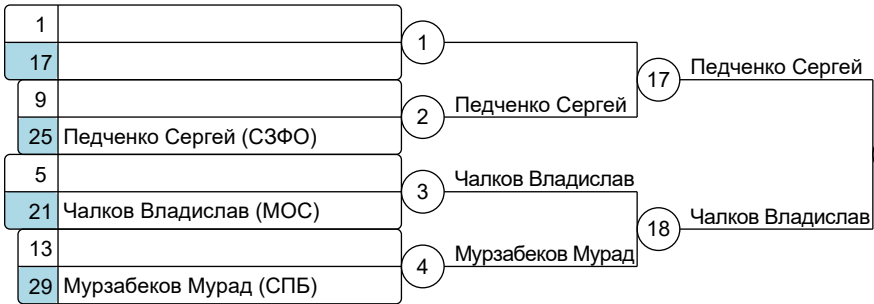 1
17
1
9
25 Педченко Сергей (СЗФО)
2
Педченко Сергей
17
Педченко Сергей
5
21 Чалков Владислав (МОС)
3
Чалков Владислав
13
29 Мурзабеков Мурад (СПБ)
4
Мурзабеков Мурад
18
Чалков Владислав